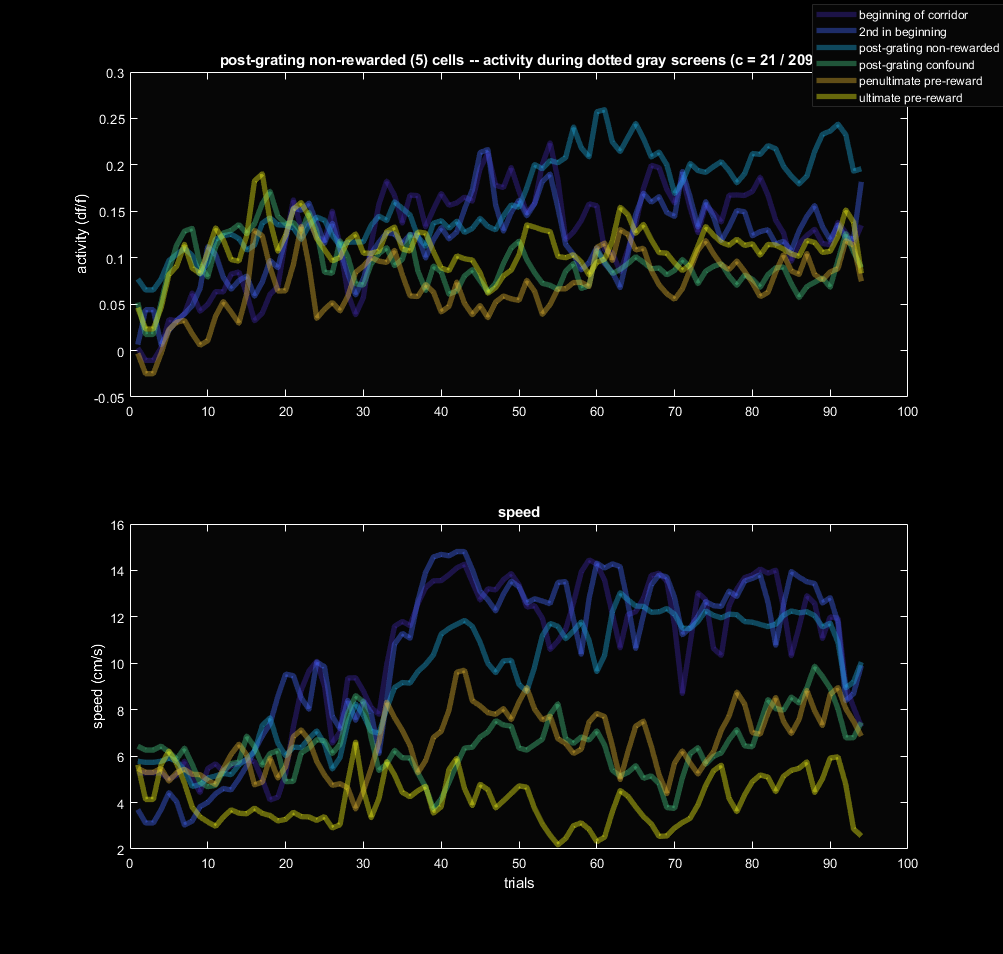 beginning of corridor
2nd in beginning
post-grating non-rewarded
post-grating confound
penultimate pre-reward
ultimate pre-reward
post-grating non-rewarded (5) cells -- activity during dotted gray screens (c = 21 / 209
0.3
0.25
0.2
0.15
0.1
0.05
0
-0.05
activity (df/f)
0 10 20 30 40 50 60 70 80 90 100
speed
16
14
12
10
8
6
4
2
speed (cm/s)
0 10 20 30 40 50 60 70 80 90 100
trials